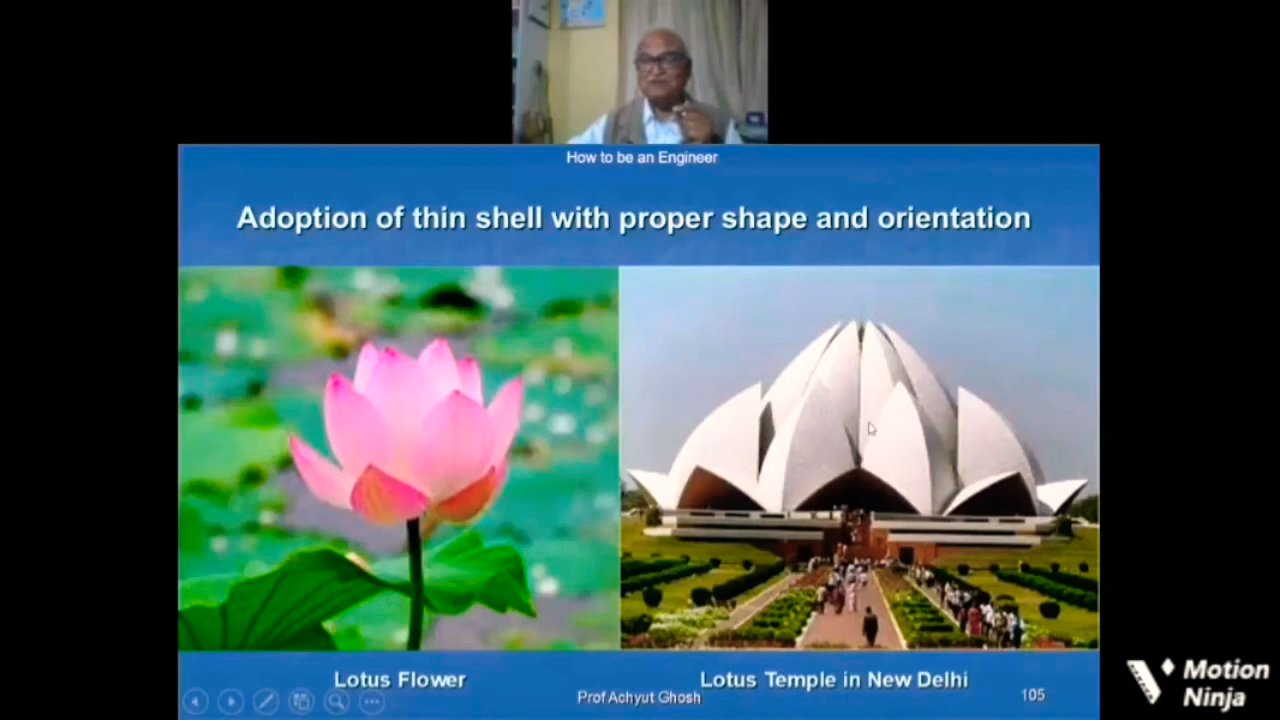 How to be an Engineer
Adoption of thin shell with proper shape and orientation
Lotus Flower
Lotus Temple in New Delhi
Prof Achyut Ghosh
105
Motion
Ninja